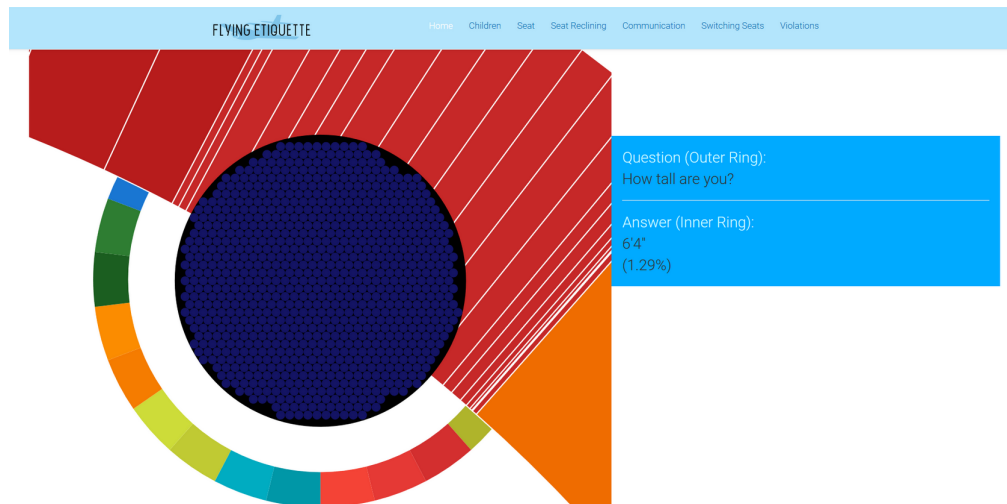 FLYING ETIQUETTE
Home Children Seat Seat Reclining Communication Switching Seats Violations
Question (Outer Ring):
How tall are you?
Answer (Inner Ring):
6'4"
(1.29%)